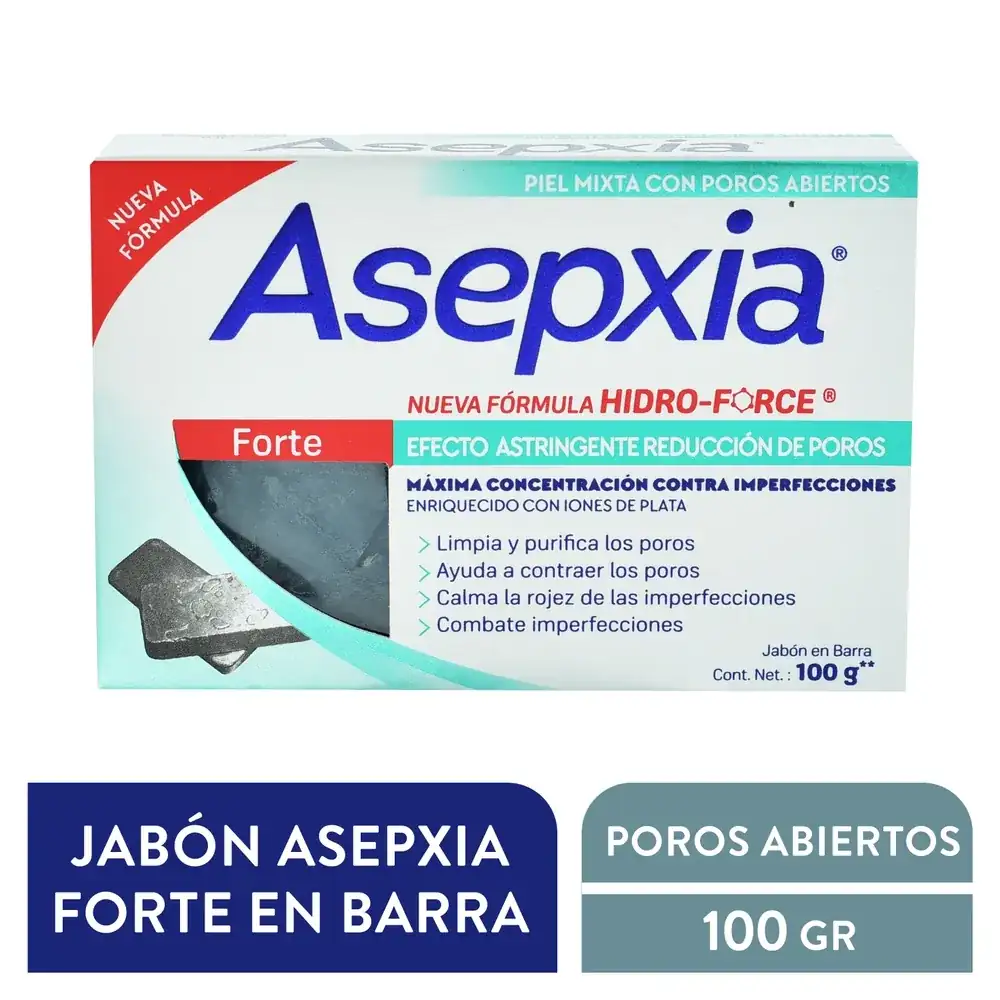 Asepxia
NUEVA
FÓRMULA
PIEL MIXTA CON POROS ABIERTOS
Asepxia®
NUEVA FÓRMULA HIDRO-FORCE®
Forte
EFECTO ASTRINGENTE REDUCCIÓN DE POROS
MÁXIMA CONCENTRACIÓN CONTRA IMPERFECCIONES
ENRIQUECIDO CON IONES DE PLATA
> Limpia y purifica los poros
> Ayuda a contraer los poros
> Calma la rojez de las imperfecciones
> Combate imperfecciones
Jabón en Barra
Cont. Net. : 100 g**
JABÓN ASEPXIA
FORTE EN BARRA
POROS ABIERTOS
100 GR